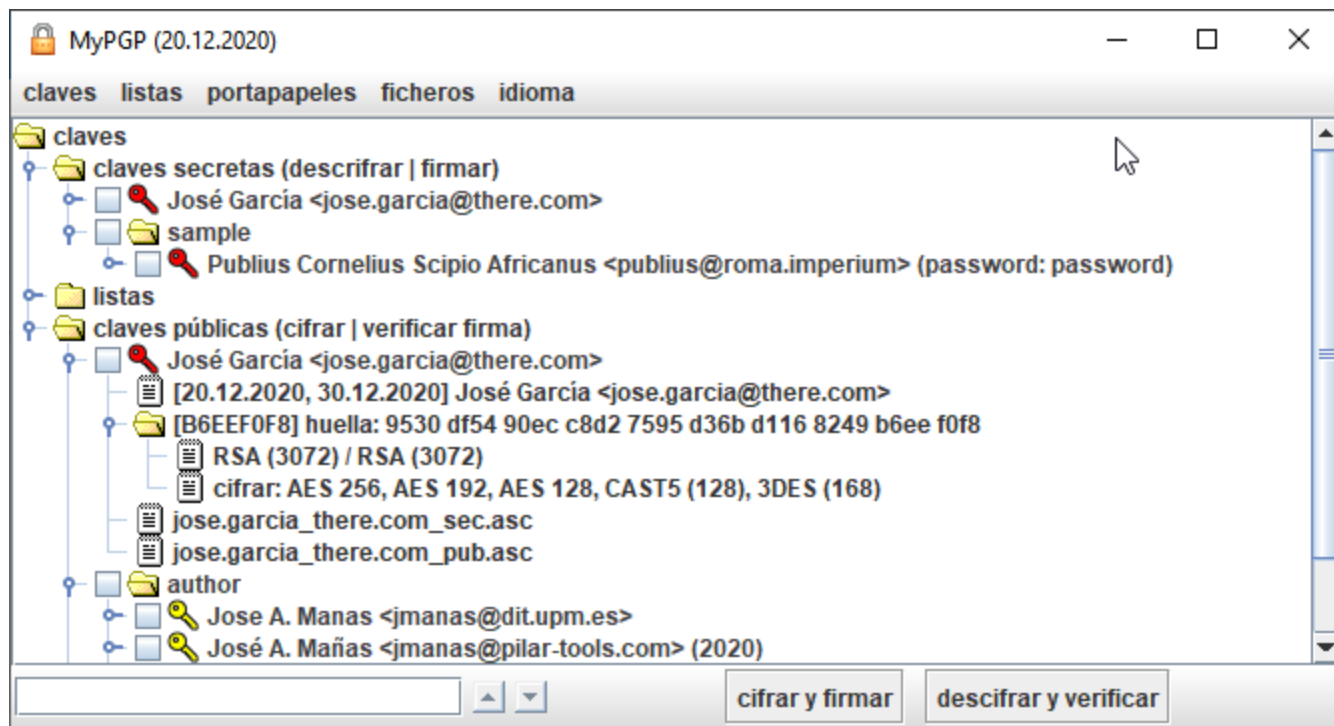 MyPGP (20.12.2020)
claves listas portapapeles ficheros idioma
claves
claves secretas (descrifrar | firmar)
José García <jose.garcia@there.com>
sample
Publius Cornelius Scipio Africanus <publius@roma.imperium> (password: password)
listas
claves públicas (cifrar | verificar firma)
José García <jose.garcia@there.com>
[20.12.2020, 30.12.2020] José García <jose.garcia@there.com>
[B6EEF0F8] huella: 9530 df54 90ec c8d2 7595 d36b d116 8249 b6ee f0f8
RSA (3072) / RSA (3072)
cifrar: AES 256, AES 192, AES 128, CAST5 (128), 3DES (168)
jose.garcia_there.com_sec.asc
jose.garcia_there.com_pub.asc
author
Jose A. Manas <jmanas@dit.upm.es>
José A. Mañas <jmanas@pilar-tools.com> (2020)
cifrar y firmar descifrar y verificar